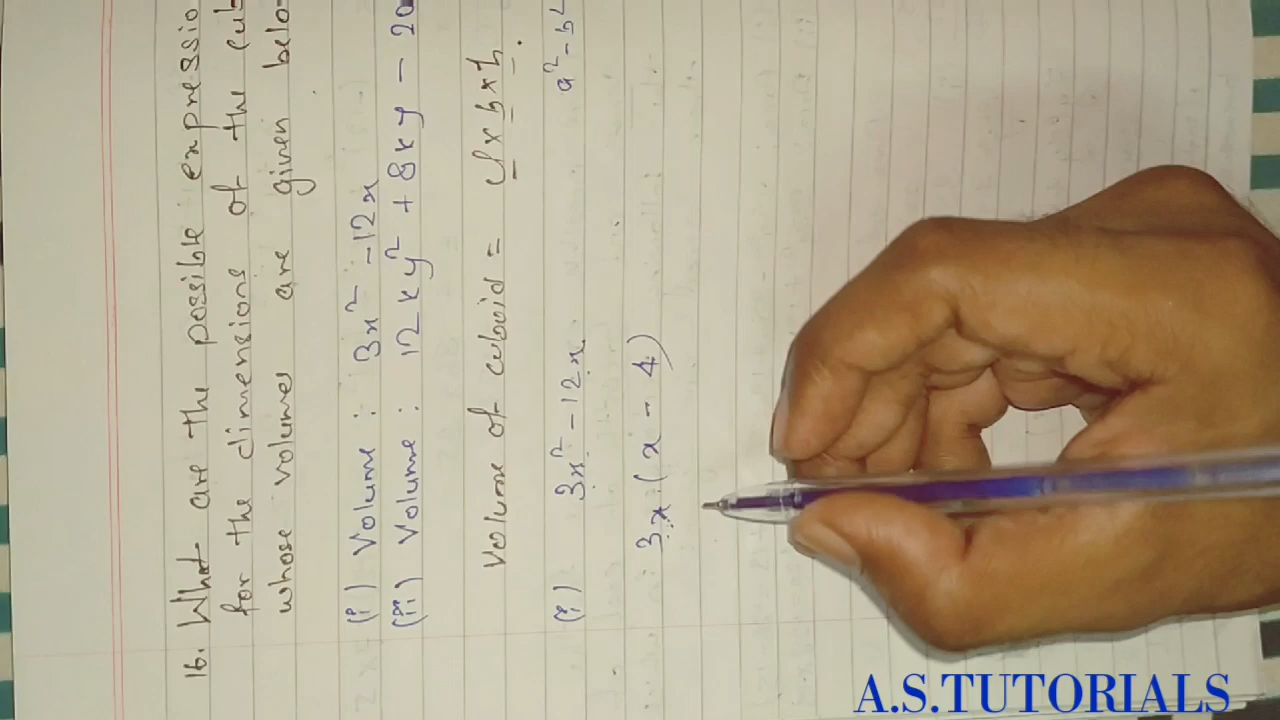 16. What are the possible expressio
for the dimensions of the cub
whose volumes are given belo
(i) Volume : 3x² - 12x
(ii) Volume : 12ky² + 8ky - 20
Volume of cuboid = l x b x h.
(i) 3x² - 12x a² - b²
3x (x - 4)
A.S.TUTORIALS